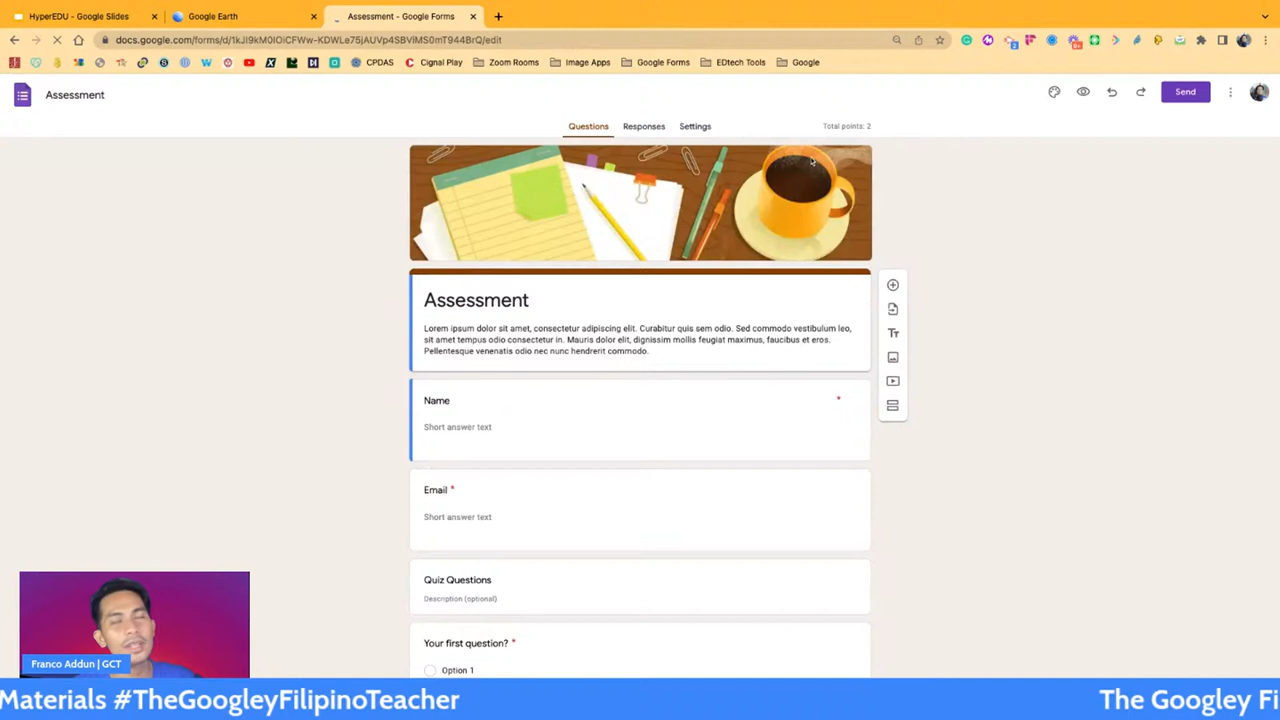 HyperEDU - Google Slides
Google Earth
Assessment - Google Forms
docs.google.com/forms/d/1kJI9kM0IOiCFWw-KDWLe75jAUVp4SBViMS0mT944BrQ/edit
CPDAS
Cignal Play
Zoom Rooms
Image Apps
Google Forms
EDtech Tools
Google
Assessment
Send
Questions
Responses
Settings
Total points: 2
Assessment
Lorem ipsum dolor sit amet, consectetur adipiscing elit. Curabitur quis sem odio. Sed commodo vestibulum leo,
sit amet tempus odio consectetur in. Mauris dolor elit, dignissim mollis feugiat maximus, faucibus et eros.
Pellentesque venenatis odio nec nunc hendrerit commodo.
Name *
Short answer text
Email *
Short answer text
Quiz Questions
Description (optional)
Your first question? *
Option 1
Franco Addun | GCT
Materials #TheGoogleyFilipinoTeacher
The Googley Fi